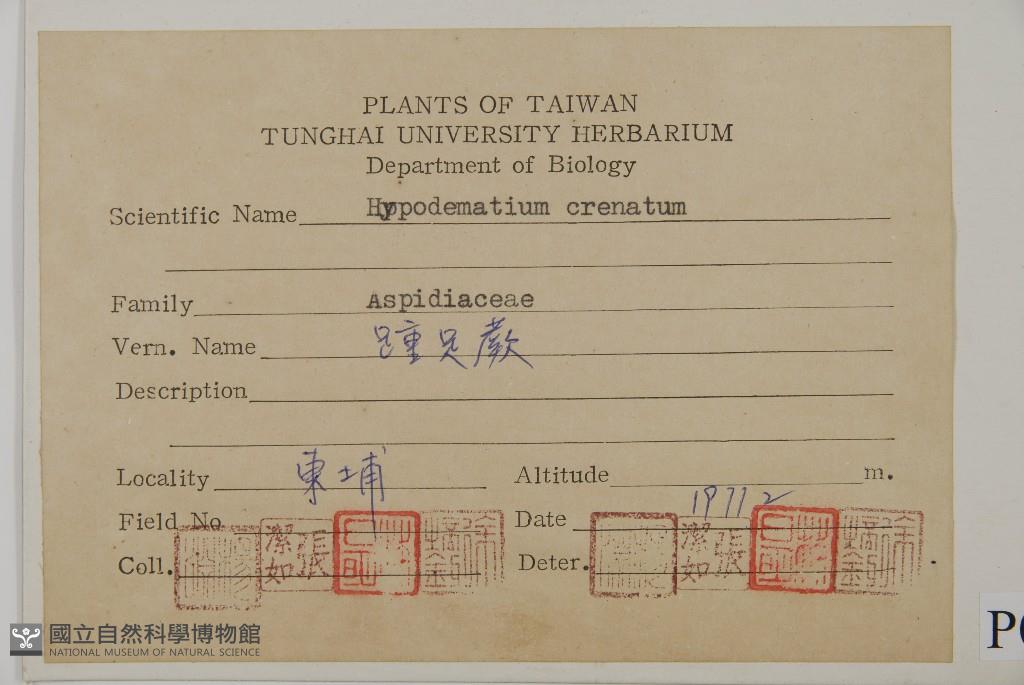 PLANTS OF TAIWAN
TUNGHAI UNIVERSITY HERBARIUM
Department of Biology
Scientific Name Hypodematium crenatum
Family Aspidiaceae
Vern. Name 踵足蕨
Description
Locality 東埔 Altitude m.
Field No Date 1971 2
Coll. 張潔如 Deter. 張潔如
國立自然科學博物館
NATIONAL MUSEUM OF NATURAL SCIENCE